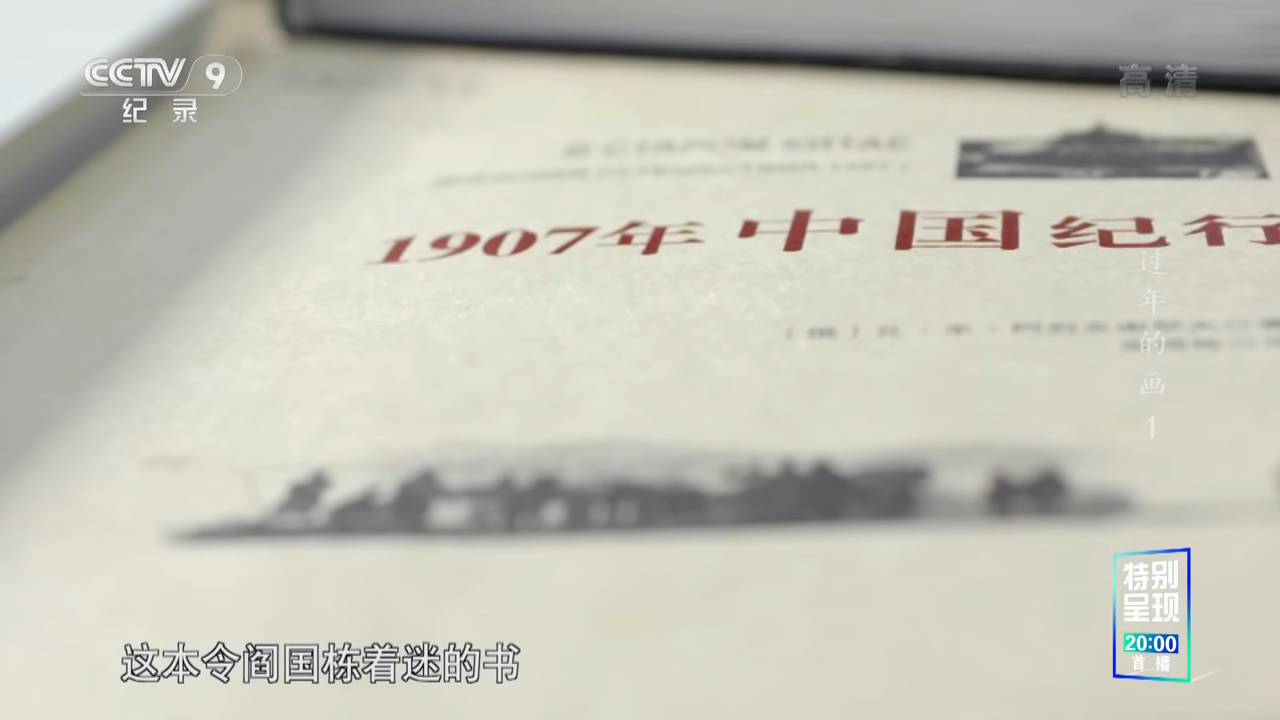 CCTV 9
纪录
高清
В СТАРОМ КИТАЕ
1907年中国纪行
过年的画 1
特别
呈现
20:00
首播
这本令阎国栋着迷的书